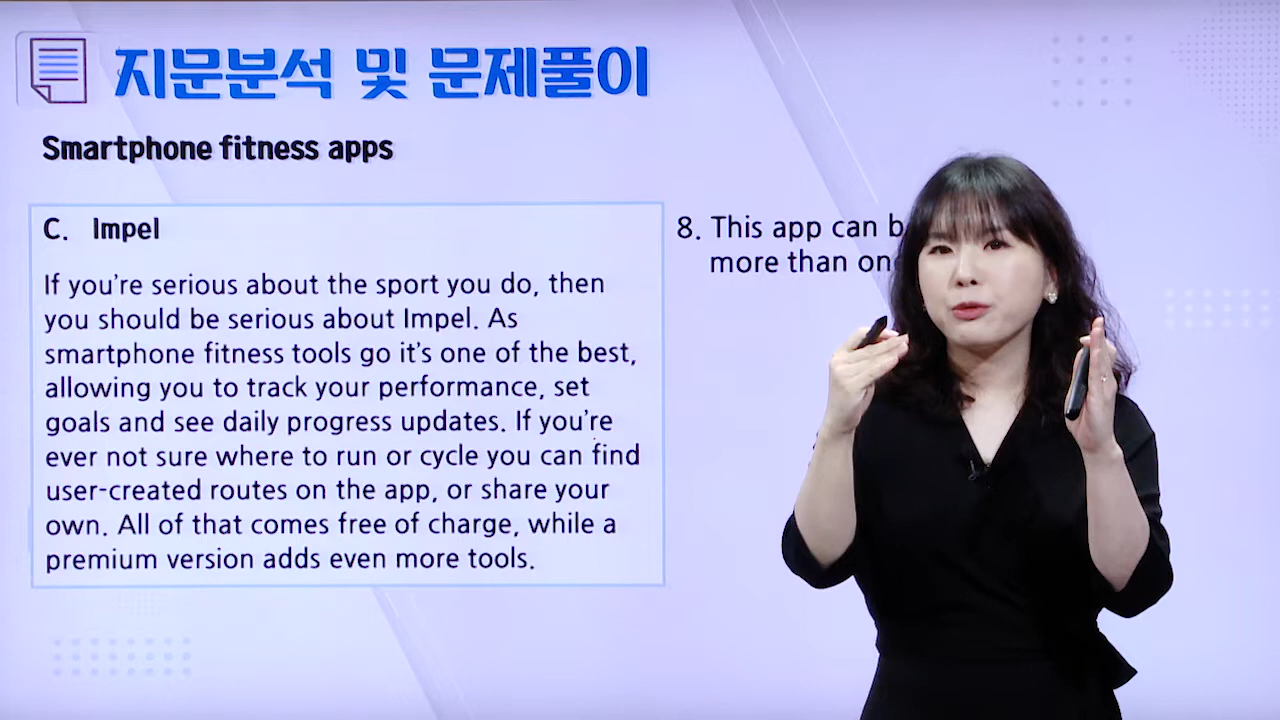 지문분석 및 문제풀이
Smartphone fitness apps
C. Impel
If you're serious about the sport you do, then
you should be serious about Impel. As
smartphone fitness tools go it's one of the best,
allowing you to track your performance, set
goals and see daily progress updates. If you're
ever not sure where to run or cycle you can find
user-created routes on the app, or share your
own. All of that comes free of charge, while a
premium version adds even more tools.
8. This app can
more than